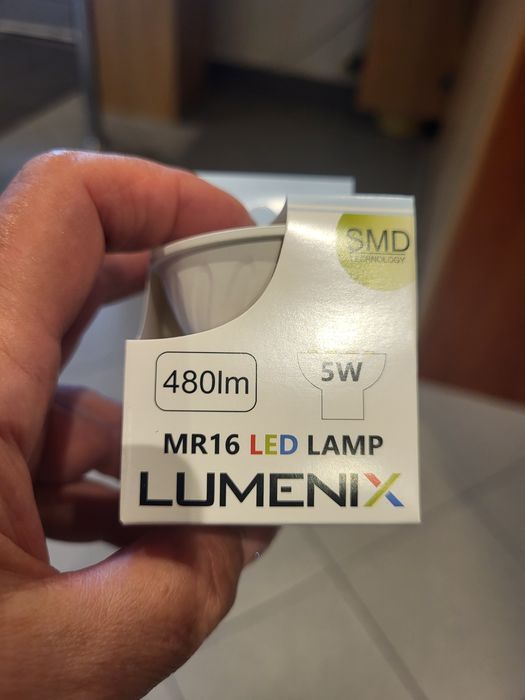 SMD
TECHNOLOGY
480lm
5W
MR16 LED LAMP
LUMENIX